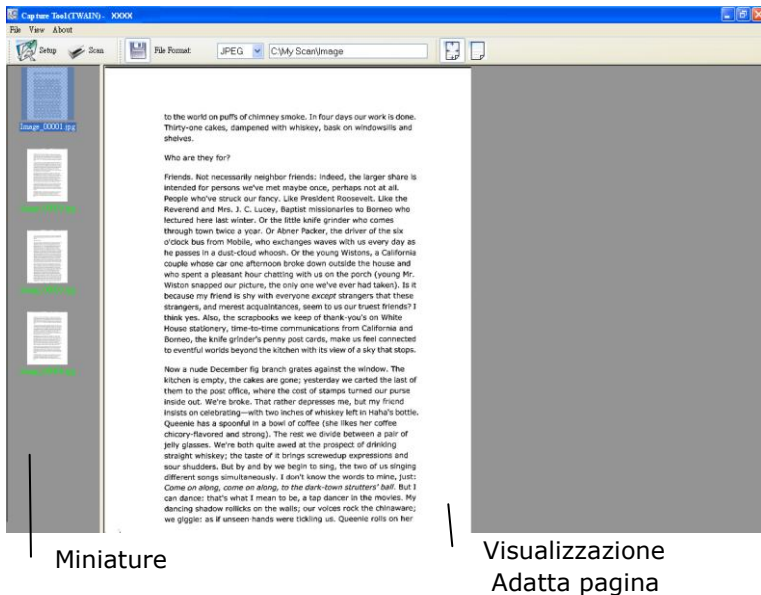 Capture Tool(TWAIN)- XXXX
File View About
Setup Scan File Format: JPEG C:\My Scan\Image
Image_00001.jpg
to the world on puffs of chimney smoke. In four days our work is done.
Thirty-one cakes, dampened with whiskey, bask on windowsills and
shelves.
Who are they for?
Friends. Not necessarily neighbor friends: indeed, the larger share is
intended for persons we've met maybe once, perhaps not at all.
People who've struck our fancy. Like President Roosevelt. Like the
Reverend and Mrs. J. C. Lucey, Baptist missionaries to Borneo who
lectured here last winter. Or the little knife grinder who comes
through town twice a year. Or Abner Packer, the driver of the six
o'clock bus from Mobile, who exchanges waves with us every day as
he passes in a dust-cloud whoosh. Or the young Wistons, a California
couple whose car one afternoon broke down outside the house and
who spent a pleasant hour chatting with us on the porch (young Mr.
Wiston snapped our picture, the only one we've ever had taken). Is it
because my friend is shy with everyone except strangers that these
strangers, and merest acquaintances, seem to us our truest friends? I
think yes. Also, the scrapbooks we keep of thank-you's on White
House stationery, time-to-time communications from California and
Borneo, the knife grinder's penny post cards, make us feel connected
to eventful worlds beyond the kitchen with its view of a sky that stops.
Now a nude December fig branch grates against the window. The
kitchen is empty, the cakes are gone; yesterday we carted the last of
them to the post office, where the cost of stamps turned our purse
inside out. We're broke. That rather depresses me, but my friend
insists on celebrating—with two inches of whiskey left in Haha's bottle.
Queenie has a spoonful in a bowl of coffee (she likes her coffee
chicory-flavored and strong). The rest we divide between a pair of
jelly glasses. We're both quite awed at the prospect of drinking
straight whiskey; the taste of it brings screwedup expressions and
sour shudders. But by and by we begin to sing, the two of us singing
different songs simultaneously. I don't know the words to mine, just:
Come on along, come on along, to the dark-town strutters' ball. But I
can dance: that's what I mean to be, a tap dancer in the movies. My
dancing shadow rollicks on the walls; our voices rock the chinaware;
we giggle: as if unseen hands were tickling us. Queenie rolls on her
Miniature
Visualizzazione
Adatta pagina